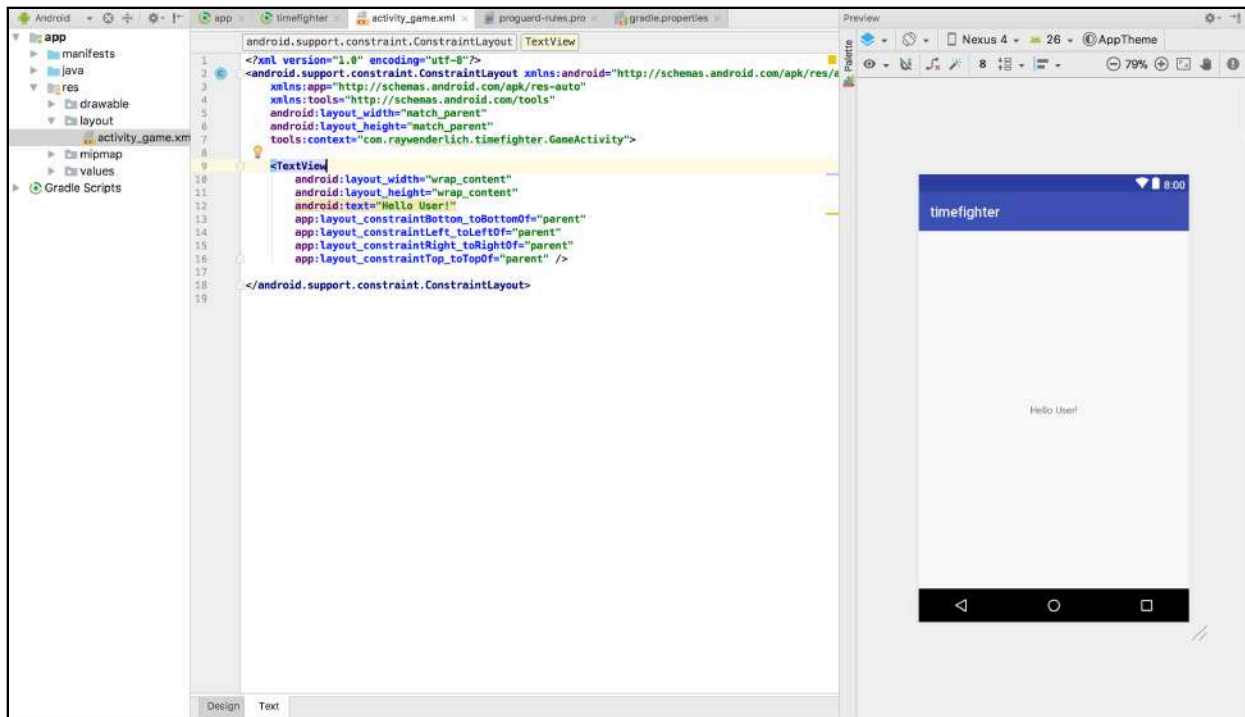 Android
app
timefighter
activity_game.xml
proguard-rules.pro
gradle.properties
Preview
app
manifests
java
res
drawable
layout
activity_game.xm
mipmap
values
Gradle Scripts
android.support.constraint.ConstraintLayout TextView
1 <?xml version="1.0" encoding="utf-8"?>
2 <android.support.constraint.ConstraintLayout xmlns:android="http://schemas.android.com/apk/res/a
3 xmlns:app="http://schemas.android.com/apk/res-auto"
4 xmlns:tools="http://schemas.android.com/tools"
5 android:layout_width="match_parent"
6 android:layout_height="match_parent"
7 tools:context="com.raywenderlich.timefighter.GameActivity">
8
9 <TextView
10 android:layout_width="wrap_content"
11 android:layout_height="wrap_content"
12 android:text="Hello User!"
13 app:layout_constraintBottom_toBottomOf="parent"
14 app:layout_constraintLeft_toLeftOf="parent"
15 app:layout_constraintRight_toRightOf="parent"
16 app:layout_constraintTop_toTopOf="parent" />
17
18 </android.support.constraint.ConstraintLayout>
19
Design Text
Palette
Nexus 4 26 AppTheme
8 79%
8:00
timefighter
Hello User!